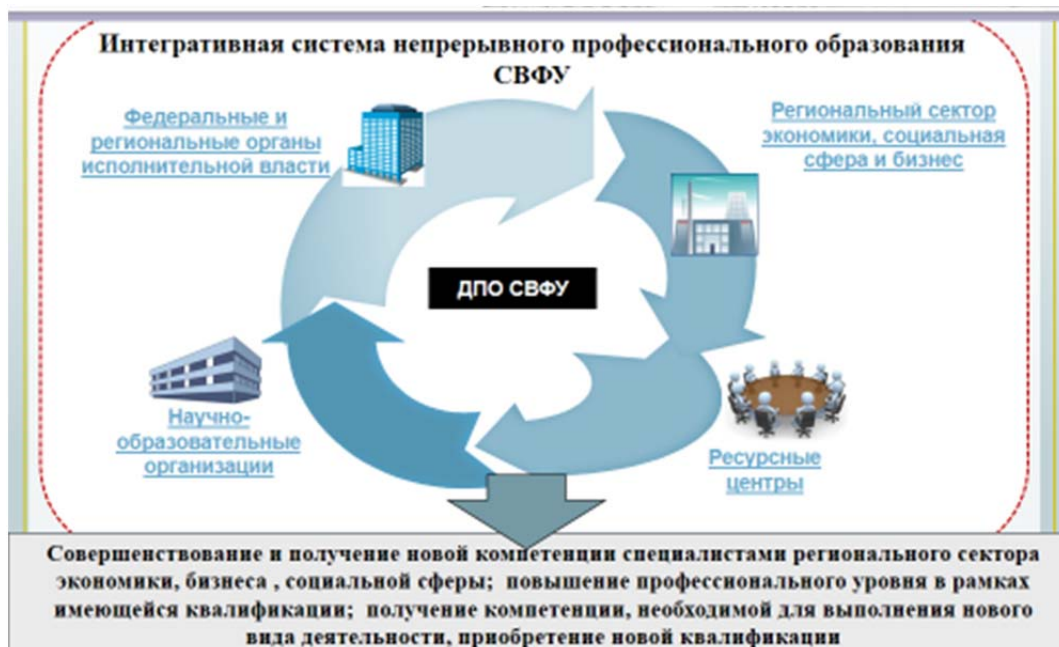 Интегративная система непрерывного профессионального образования
СВФУ
Федеральные и
региональные органы
исполнительной власти
Региональный сектор
экономики, социальная
сфера и бизнес
ДПО СВФУ
Научно-
образовательные
организации
Ресурсные
центры
Совершенствование и получение новой компетенции специалистами регионального сектора
экономики, бизнеса , социальной сферы; повышение профессионального уровня в рамках
имеющейся квалификации; получение компетенции, необходимой для выполнения нового
вида деятельности, приобретение новой квалификации